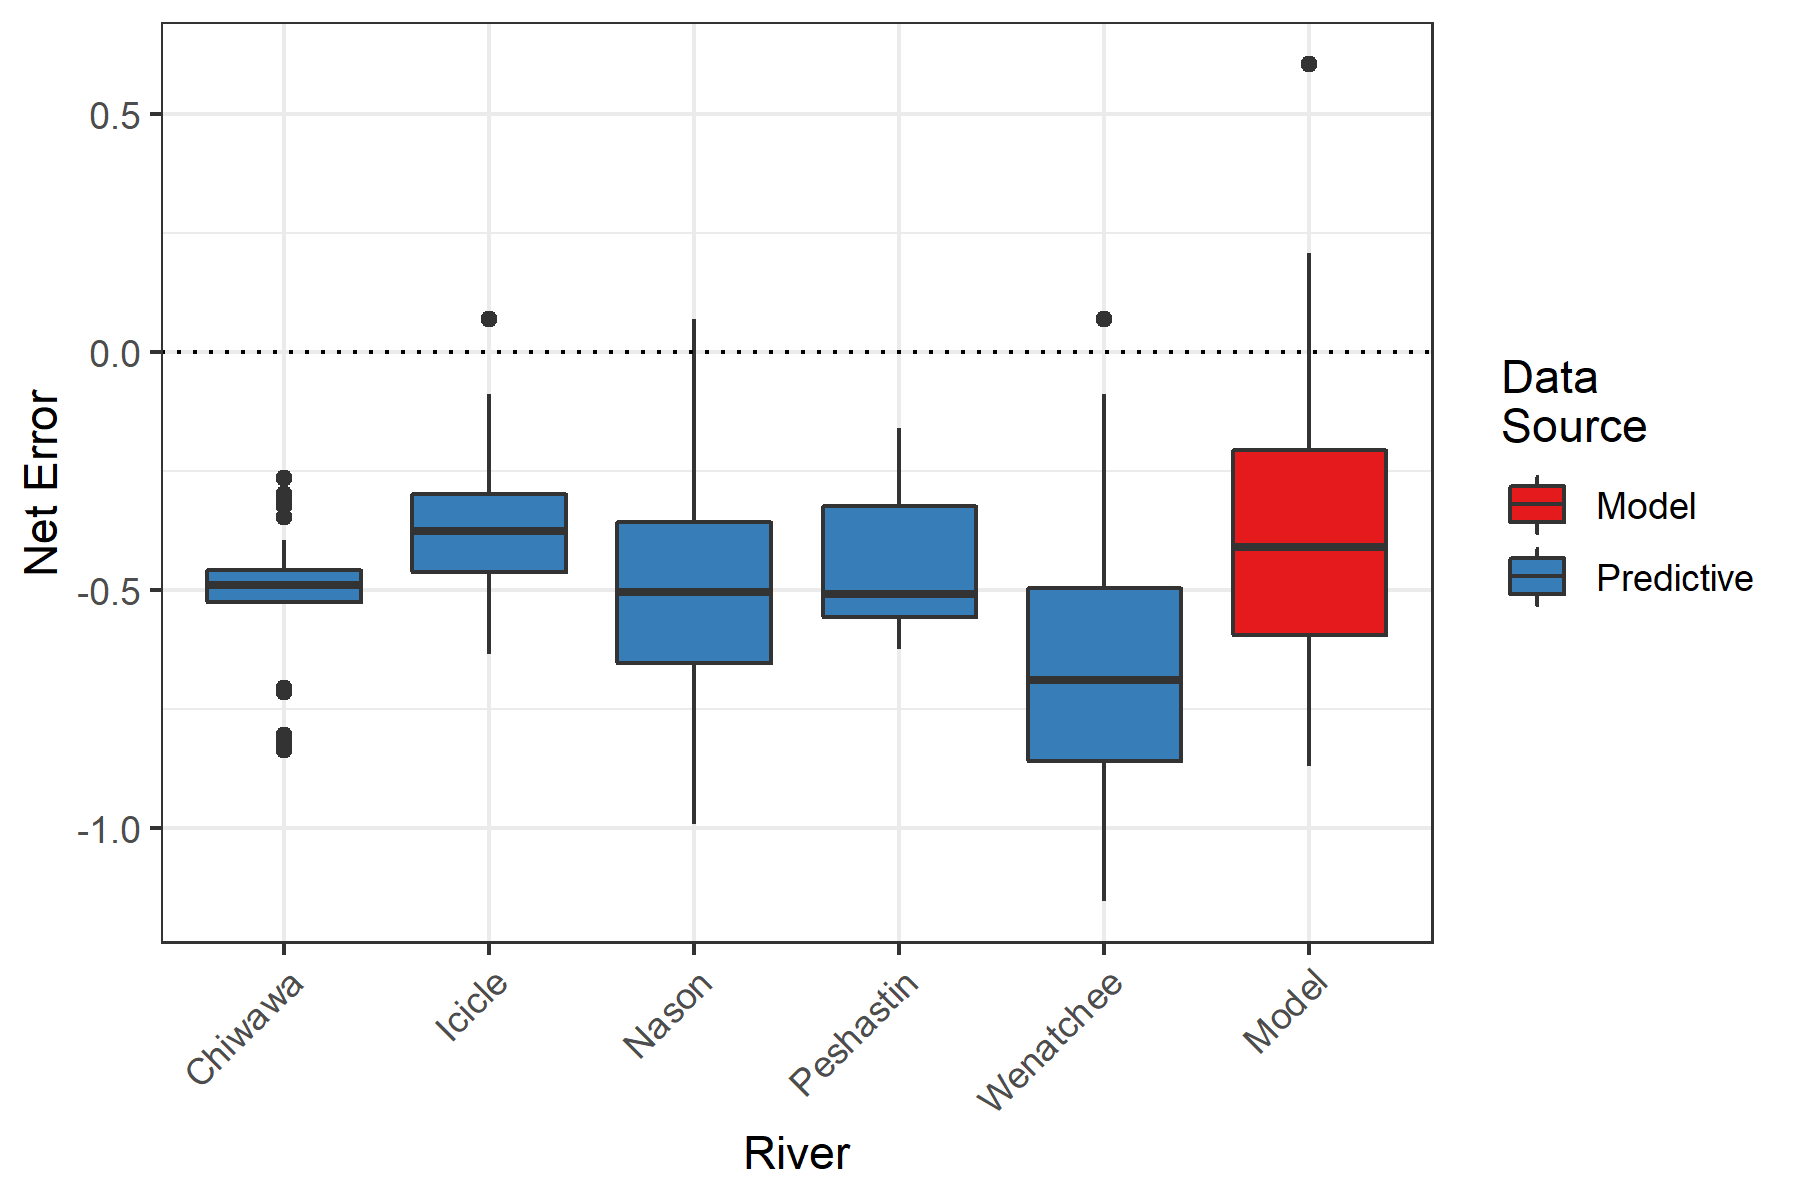 Net Error
0.5
0.0
-0.5
-1.0
Chiwawa
Icicle
Nason
Peshastin
Wenatchee
Model
River
Data
Source
Model
Predictive